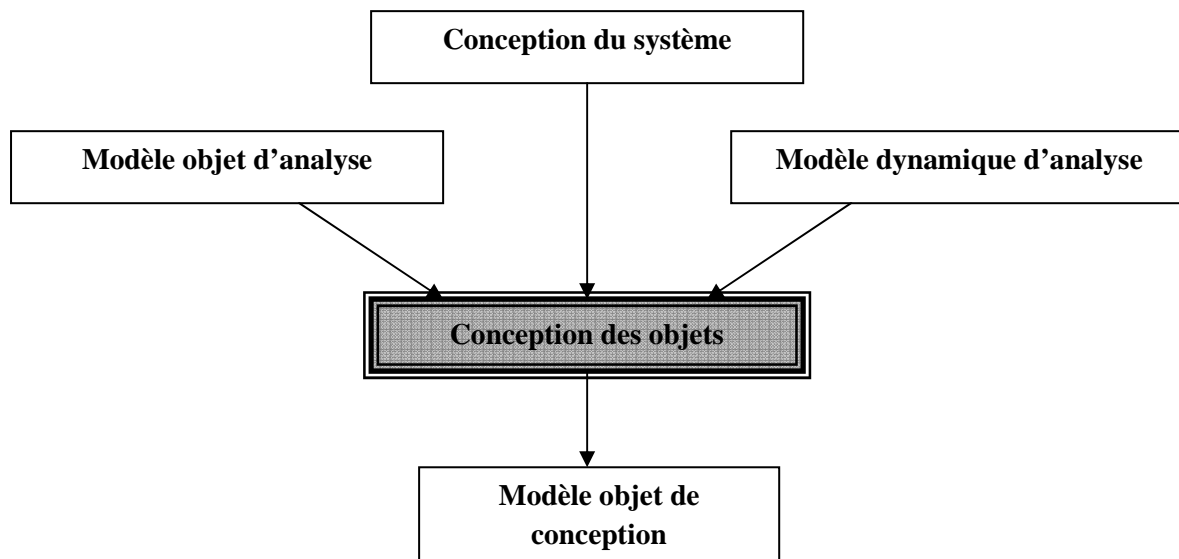 Conception du système
Modèle objet d’analyse
Modèle dynamique d’analyse
Conception des objets
Modèle objet de
conception